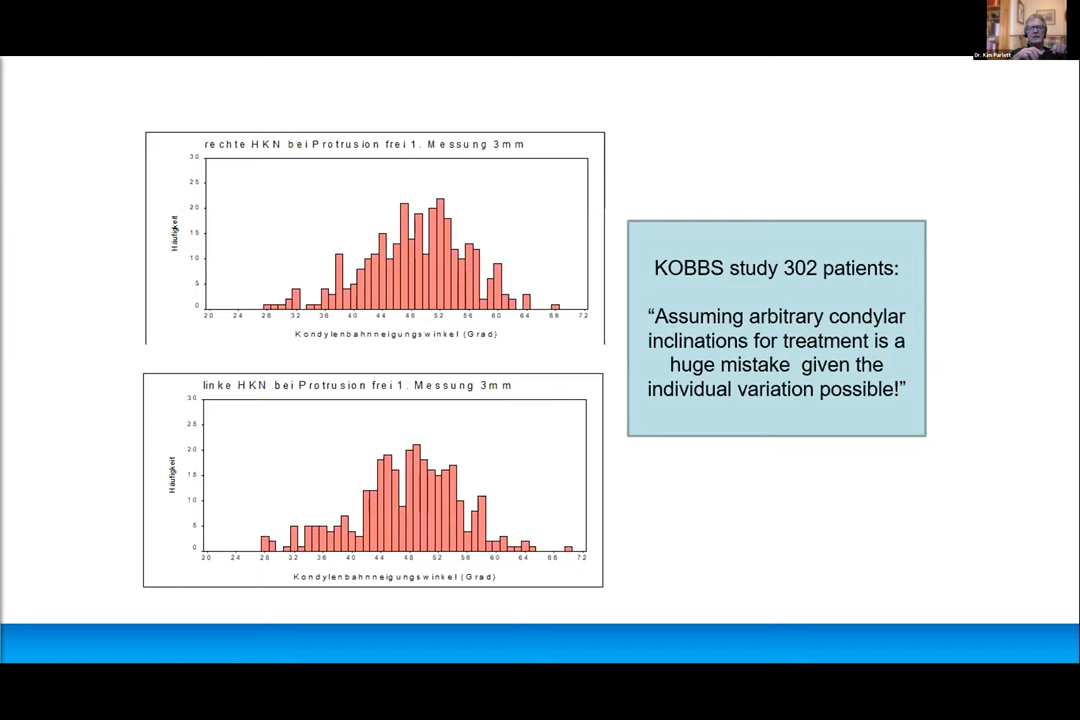 Dr. Kim Parlett
rechte HKN bei Protrusion frei 1. Messung 3mm
30
25
20
15
10
5
0
Häufigkeit
20 24 28 32 36 40 44 48 52 56 60 64 68 72
Kondylenbahnneigungswinkel (Grad)
linke HKN bei Protrusion frei 1. Messung 3mm
30
25
20
15
10
5
0
Häufigkeit
20 24 28 32 36 40 44 48 52 56 60 64 68 72
Kondylenbahnneigungswinkel (Grad)
KOBBS study 302 patients:
“Assuming arbitrary condylar
inclinations for treatment is a
huge mistake given the
individual variation possible!”